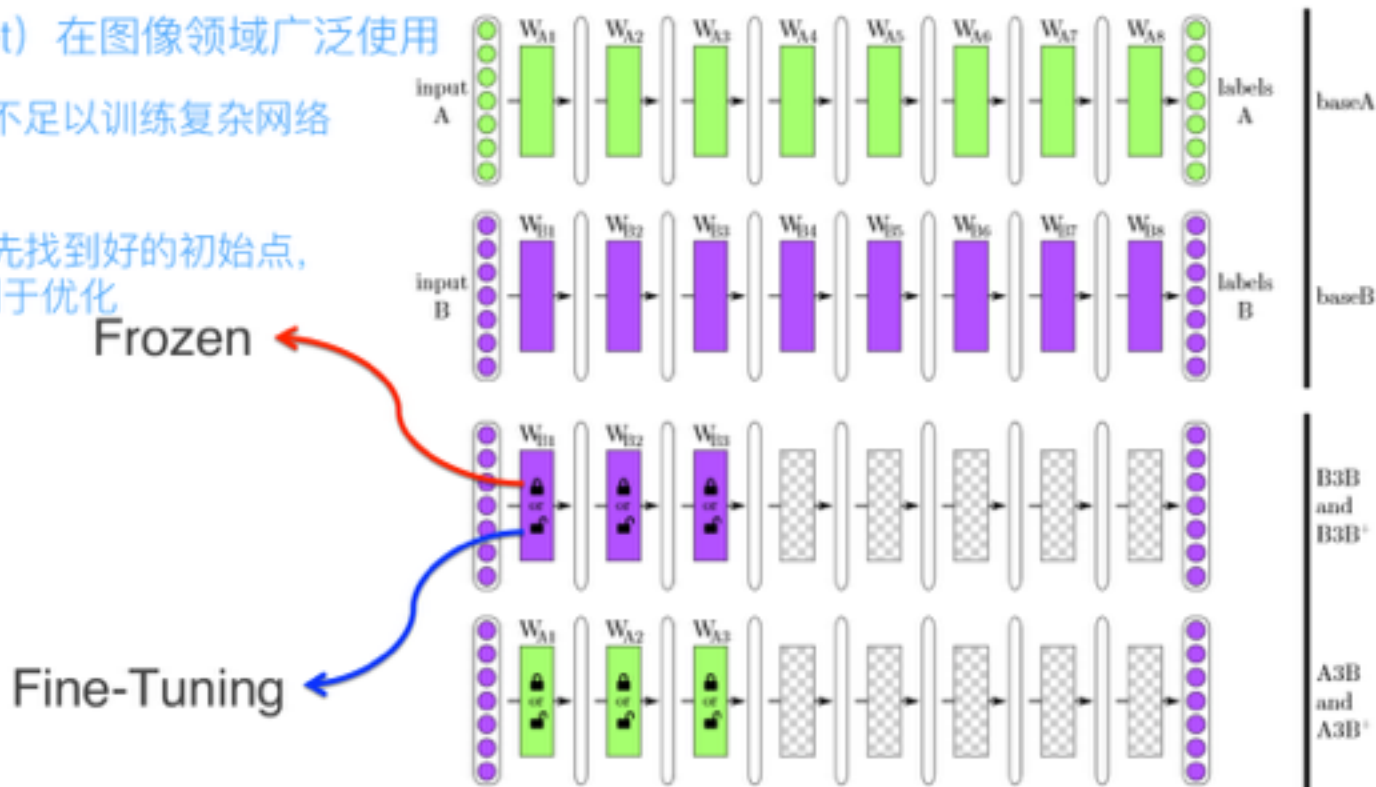 t）在图像领域广泛使用
不足以训练复杂网络
先找到好的初始点，
于优化
Frozen
Fine-Tuning
W_A1 W_A2 W_A3 W_A4 W_A5 W_A6 W_A7 W_A8
input A
labels A
baseA
W_B1 W_B2 W_B3 W_B4 W_B5 W_B6 W_B7 W_B8
input B
labels B
baseB
W_B1 W_B2 W_B3
or or or
B3B
and
B3B⁺
W_A1 W_A2 W_A3
or or or
A3B
and
A3B⁺